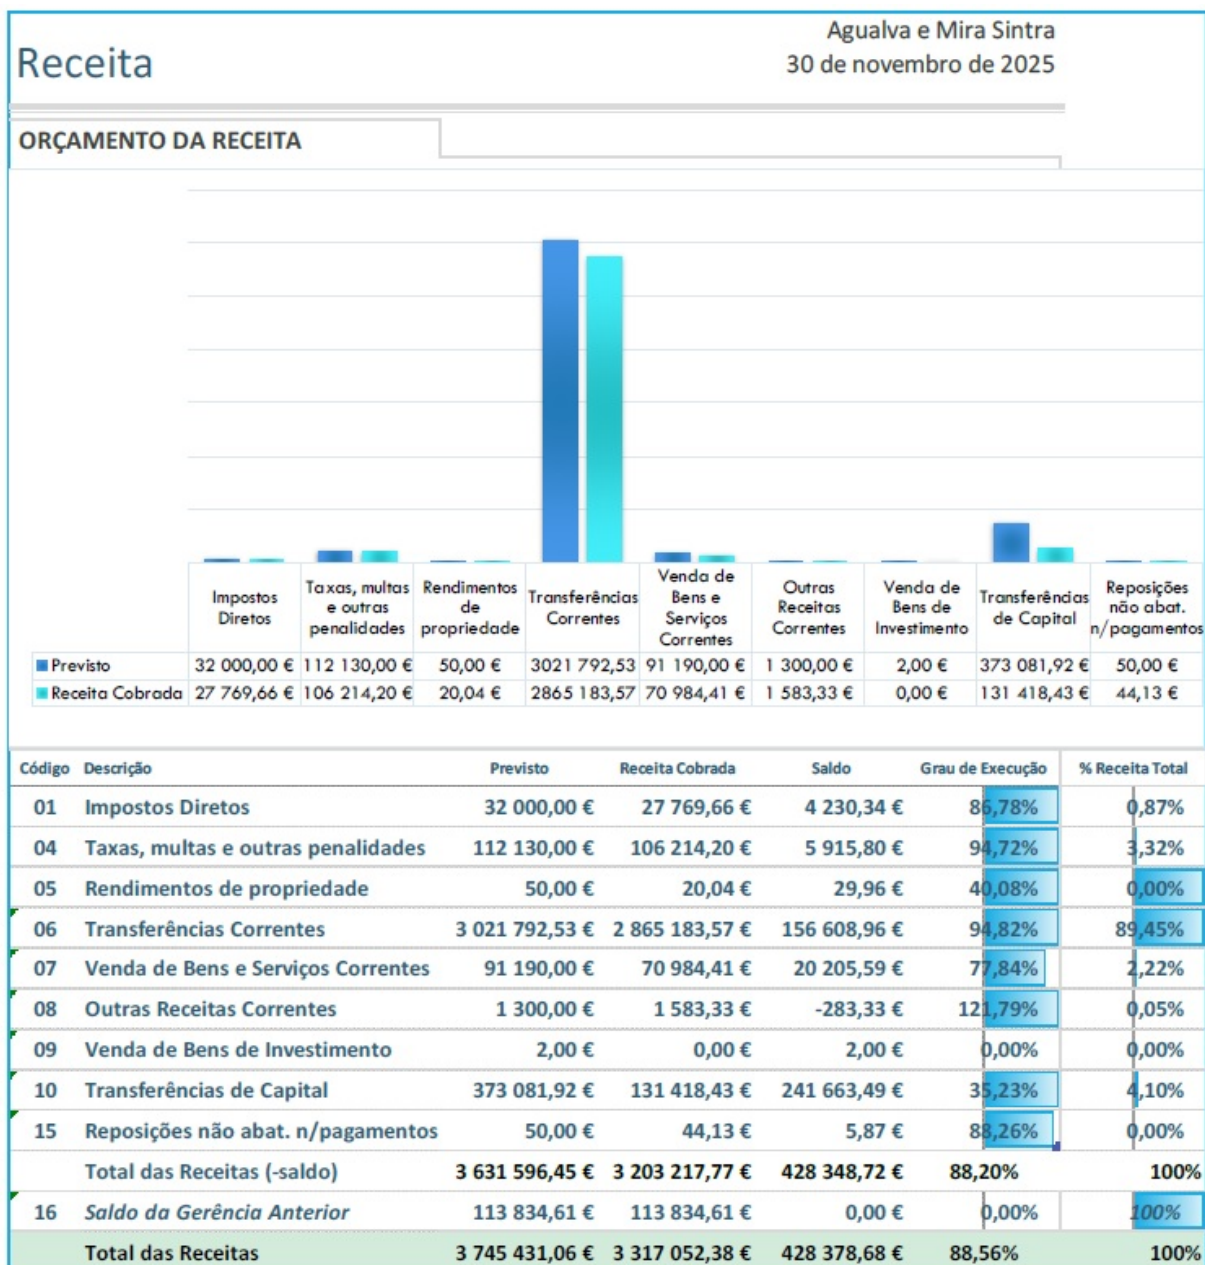 Agualva e Mira Sintra
Receita
30 de novembro de 2025
ORÇAMENTO DA RECEITA
Impostos Diretos
Taxas, multas e outras penalidades
Rendimentos de propriedade
Transferências Correntes
Venda de Bens e Serviços Correntes
Outras Receitas Correntes
Venda de Bens de Investimento
Transferências de Capital
Reposições não abat. n/pagamentos
Previsto 32 000,00 € 112 130,00 € 50,00 € 3021 792,53 91 190,00 € 1 300,00 € 2,00 € 373 081,92 € 50,00 €
Receita Cobrada 27 769,66 € 106 214,20 € 20,04 € 2865 183,57 70 984,41 € 1 583,33 € 0,00 € 131 418,43 € 44,13 €
Código Descrição Previsto Receita Cobrada Saldo Grau de Execução % Receita Total
01 Impostos Diretos 32 000,00 € 27 769,66 € 4 230,34 € 86,78% 0,87%
04 Taxas, multas e outras penalidades 112 130,00 € 106 214,20 € 5 915,80 € 94,72% 3,32%
05 Rendimentos de propriedade 50,00 € 20,04 € 29,96 € 40,08% 0,00%
06 Transferências Correntes 3 021 792,53 € 2 865 183,57 € 156 608,96 € 94,82% 89,45%
07 Venda de Bens e Serviços Correntes 91 190,00 € 70 984,41 € 20 205,59 € 77,84% 2,22%
08 Outras Receitas Correntes 1 300,00 € 1 583,33 € -283,33 € 121,79% 0,05%
09 Venda de Bens de Investimento 2,00 € 0,00 € 2,00 € 0,00% 0,00%
10 Transferências de Capital 373 081,92 € 131 418,43 € 241 663,49 € 35,23% 4,10%
15 Reposições não abat. n/pagamentos 50,00 € 44,13 € 5,87 € 88,26% 0,00%
Total das Receitas (-saldo) 3 631 596,45 € 3 203 217,77 € 428 348,72 € 88,20% 100%
16 Saldo da Gerência Anterior 113 834,61 € 113 834,61 € 0,00 € 0,00% 100%
Total das Receitas 3 745 431,06 € 3 317 052,38 € 428 378,68 € 88,56% 100%